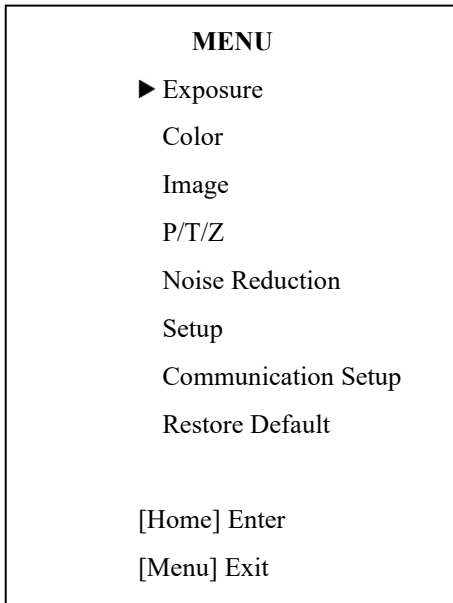 MENU
▶ Exposure
Color
Image
P/T/Z
Noise Reduction
Setup
Communication Setup
Restore Default
[Home] Enter
[Menu] Exit